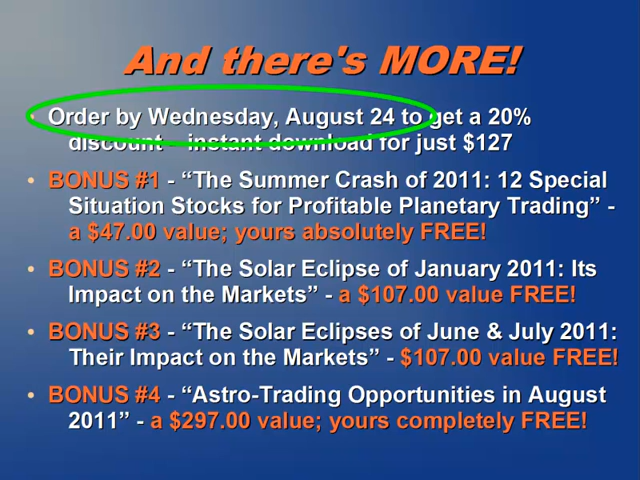 And there's MORE!
• Order by Wednesday, August 24 to get a 20%
discount – instant download for just $127
• BONUS #1 - “The Summer Crash of 2011: 12 Special
Situation Stocks for Profitable Planetary Trading” -
a $47.00 value; yours absolutely FREE!
• BONUS #2 - “The Solar Eclipse of January 2011: Its
Impact on the Markets” - a $107.00 value FREE!
• BONUS #3 - “The Solar Eclipses of June & July 2011:
Their Impact on the Markets” - $107.00 value FREE!
• BONUS #4 - “Astro-Trading Opportunities in August
2011” - a $297.00 value; yours completely FREE!